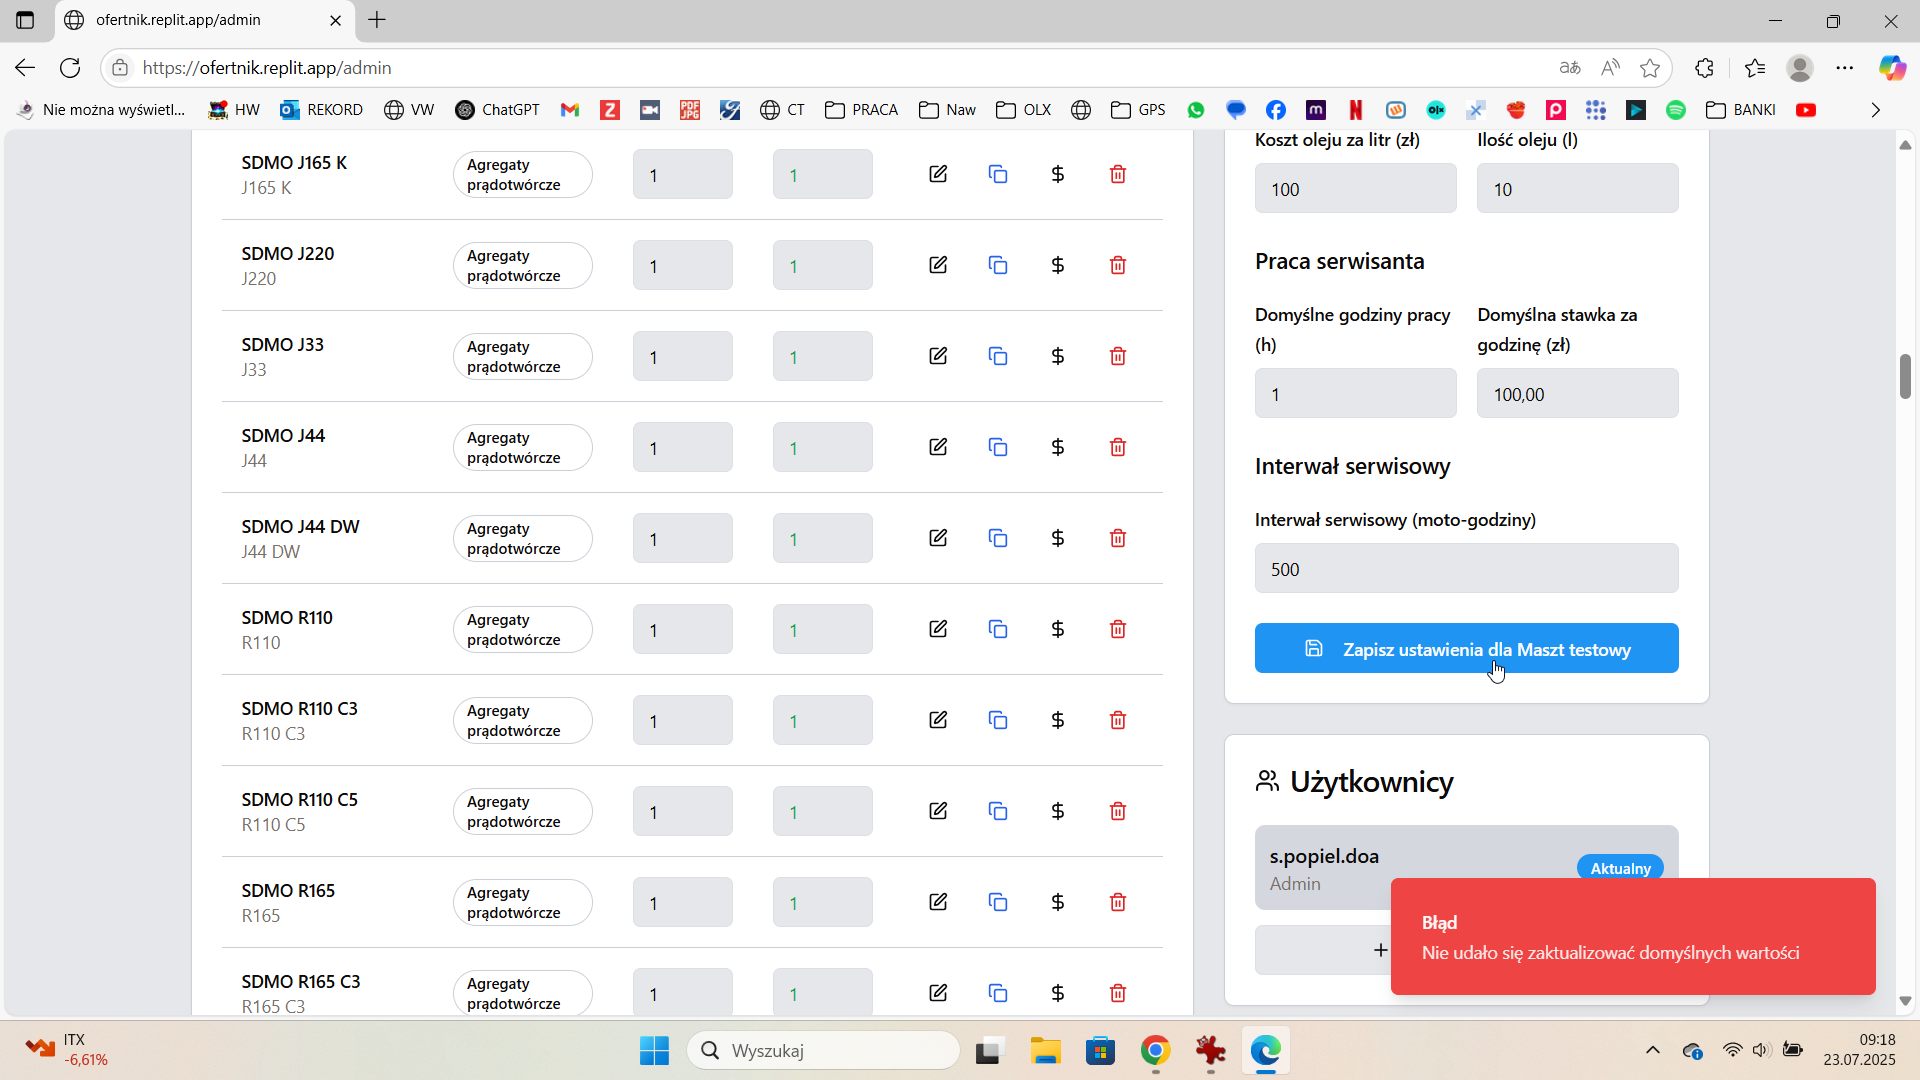 ofertnik.replit.app/admin
https://ofertnik.replit.app/admin
Nie można wyświetl...
HW
REKORD
VW
ChatGPT
CT
PRACA
Naw
OLX
GPS
BANKI
SDMO J165 K
J165 K
Agregaty
prądotwórcze
1
1
$
SDMO J220
J220
Agregaty
prądotwórcze
1
1
$
SDMO J33
J33
Agregaty
prądotwórcze
1
1
$
SDMO J44
J44
Agregaty
prądotwórcze
1
1
$
SDMO J44 DW
J44 DW
Agregaty
prądotwórcze
1
1
$
SDMO R110
R110
Agregaty
prądotwórcze
1
1
$
SDMO R110 C3
R110 C3
Agregaty
prądotwórcze
1
1
$
SDMO R110 C5
R110 C5
Agregaty
prądotwórcze
1
1
$
SDMO R165
R165
Agregaty
prądotwórcze
1
1
$
SDMO R165 C3
R165 C3
Agregaty
prądotwórcze
1
1
$
Koszt oleju za litr (zł)
Ilość oleju (l)
100
10
Praca serwisanta
Domyślne godziny pracy
(h)
Domyślna stawka za
godzinę (zł)
1
100,00
Interwał serwisowy
Interwał serwisowy (moto-godziny)
500
Zapisz ustawienia dla Maszt testowy
Użytkownicy
s.popiel.doa
Admin
Aktualny
+
Błąd
Nie udało się zaktualizować domyślnych wartości
ITX
-6,61%
Wyszukaj
09:18
23.07.2025